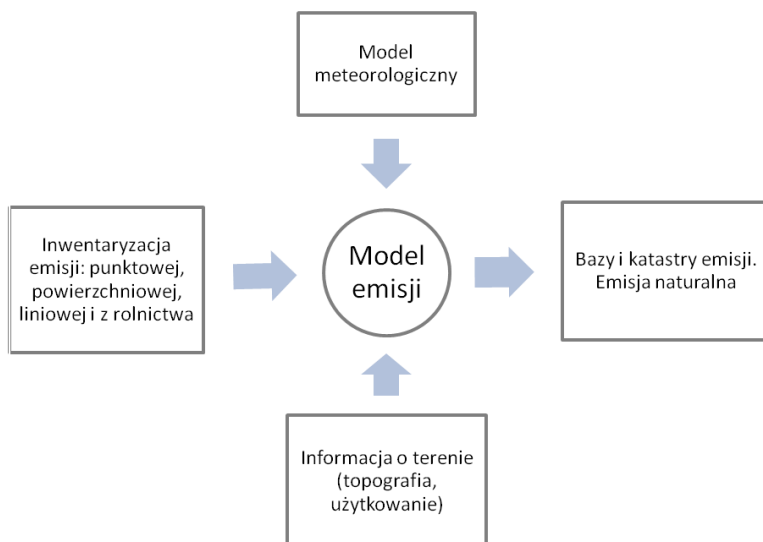 Model
meteorologiczny
Inwentaryzacja
emisji: punktowej,
powierzchniowej,
liniowej i z rolnictwa
Model
emisji
Bazy i katastry emisji.
Emisja naturalna
Informacja o terenie
(topografia,
użytkowanie)